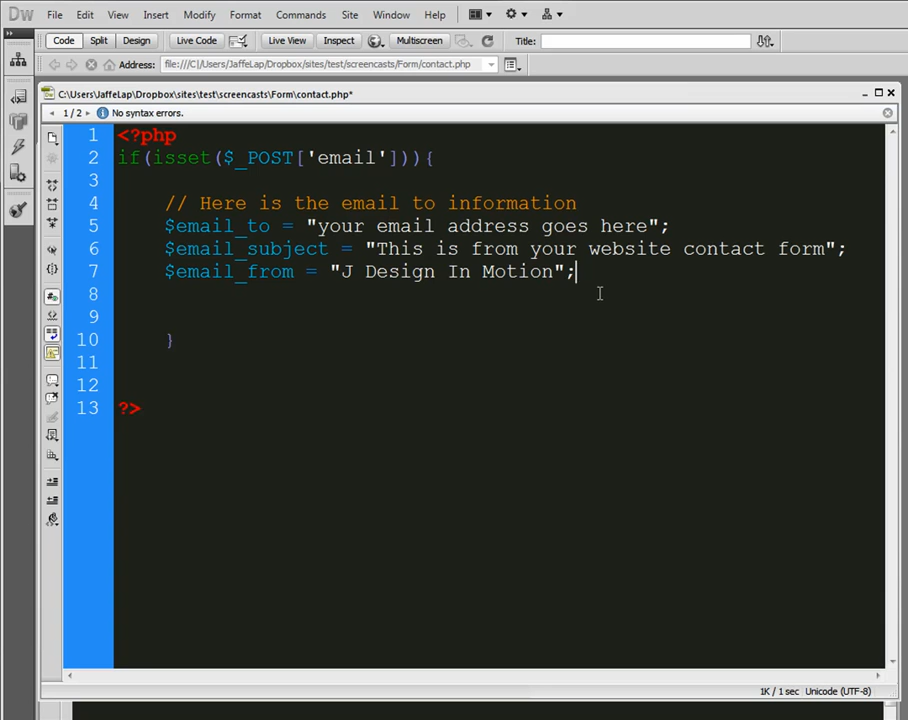 Dw File Edit View Insert Modify Format Commands Site Window Help
Code Split Design Live Code Live View Inspect Multiscreen Title:
Address: file:///C|/Users/JaffeLap/Dropbox/sites/test/screencasts/Form/contact.php
C:\Users\JaffeLap\Dropbox\sites\test\screencasts\Form\contact.php*
1 / 2 No syntax errors.
1 <?php
2 if(isset($_POST['email'])){
3
4 // Here is the email to information
5 $email_to = "your email address goes here";
6 $email_subject = "This is from your website contact form";
7 $email_from = "J Design In Motion";
8
9
10 }
11
12
13 ?>
1K / 1 sec Unicode (UTF-8)